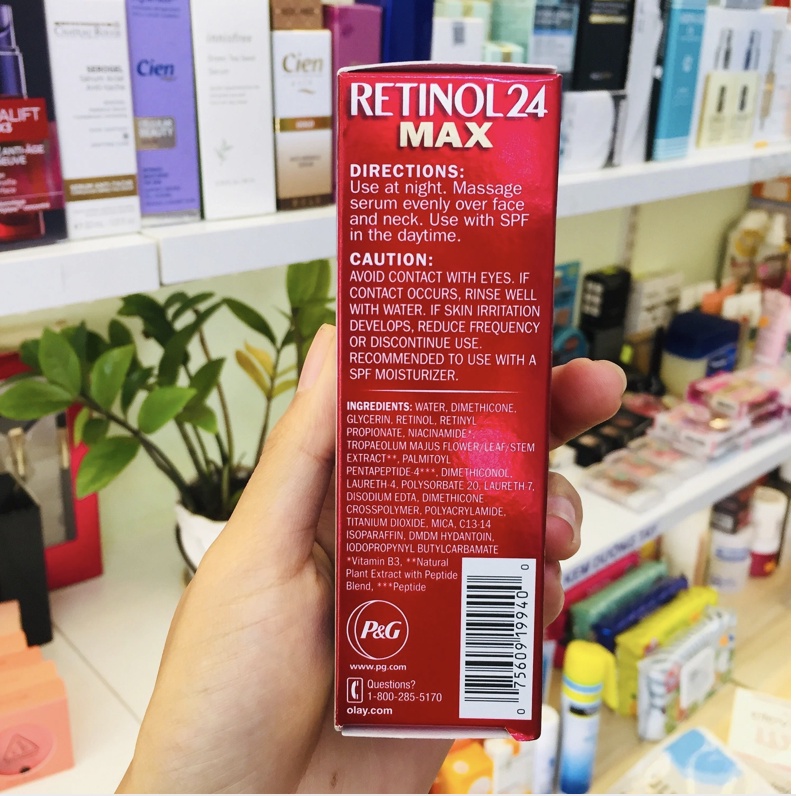 RETINOL24
MAX
DIRECTIONS:
Use at night. Massage
serum evenly over face
and neck. Use with SPF
in the daytime.
CAUTION:
AVOID CONTACT WITH EYES. IF
CONTACT OCCURS, RINSE WELL
WITH WATER. IF SKIN IRRITATION
DEVELOPS, REDUCE FREQUENCY
OR DISCONTINUE USE.
RECOMMENDED TO USE WITH A
SPF MOISTURIZER.
INGREDIENTS: WATER, DIMETHICONE,
GLYCERIN, RETINOL, RETINYL
PROPIONATE, NIACINAMIDE*,
TROPAEOLUM MAJUS FLOWER/LEAF/STEM
EXTRACT**, PALMITOYL
PENTAPEPTIDE-4***, DIMETHICONOL,
LAURETH-4, POLYSORBATE 20, LAURETH-7,
DISODIUM EDTA, DIMETHICONE
CROSSPOLYMER, POLYACRYLAMIDE,
TITANIUM DIOXIDE, MICA, C13-14
ISOPARAFFIN, DMDM HYDANTOIN,
IODOPROPYNYL BUTYLCARBAMATE
*Vitamin B3, **Natural
Plant Extract with Peptide
Blend, ***Peptide
P&G
www.pg.com
Questions?
1-800-285-5170
olay.com
0 75609 19940 0
Cien
innisfree
Cien
KEM DƯỠNG TAY